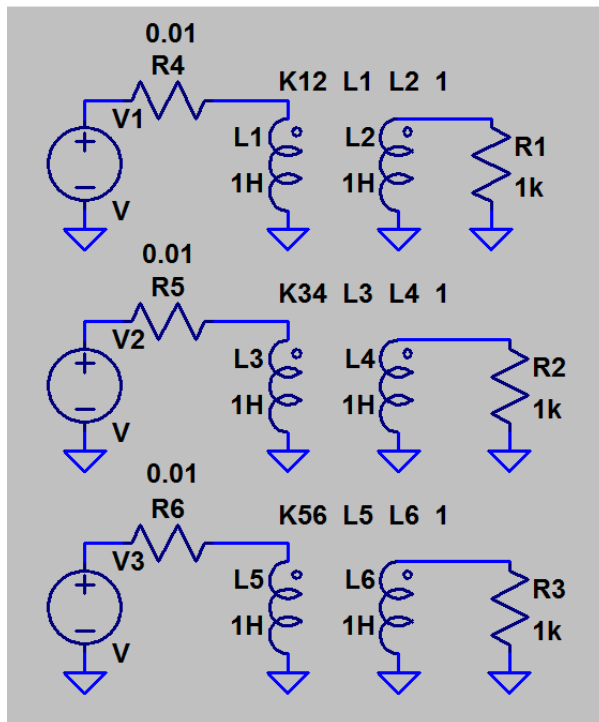 0.01
R4
K12 L1 L2 1
V1
L1
L2
R1
1H
1H
1k
V
0.01
R5
K34 L3 L4 1
V2
L3
L4
R2
1H
1H
1k
V
0.01
R6
K56 L5 L6 1
V3
L5
L6
R3
1H
1H
1k
V